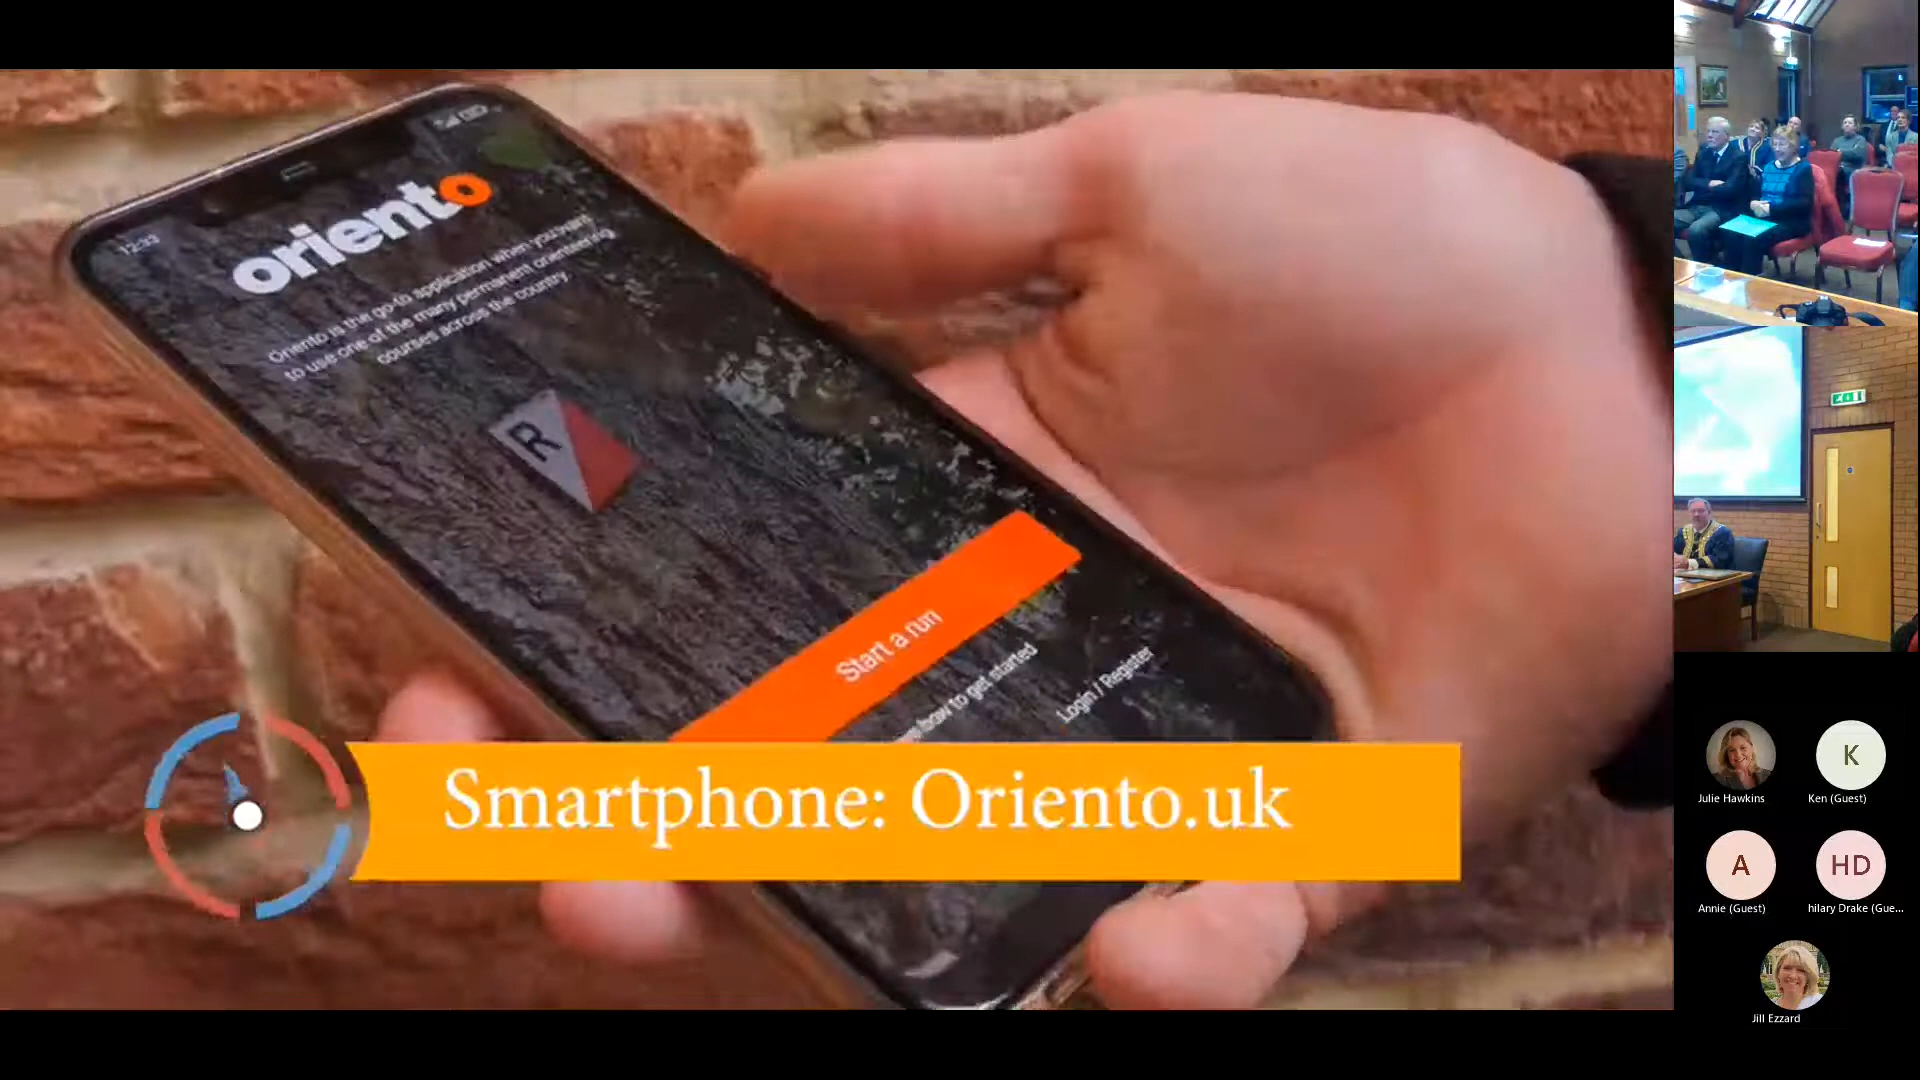 12:33
oriento
Oriento is the go-to application when you want
to use one of the many permanent orienteering
courses across the country.
R
Start a run
how to get started
Login / Register
Smartphone: Oriento.uk
Julie Hawkins
K
Ken (Guest)
A
Annie (Guest)
HD
hilary Drake (Gue...
Jill Ezzard